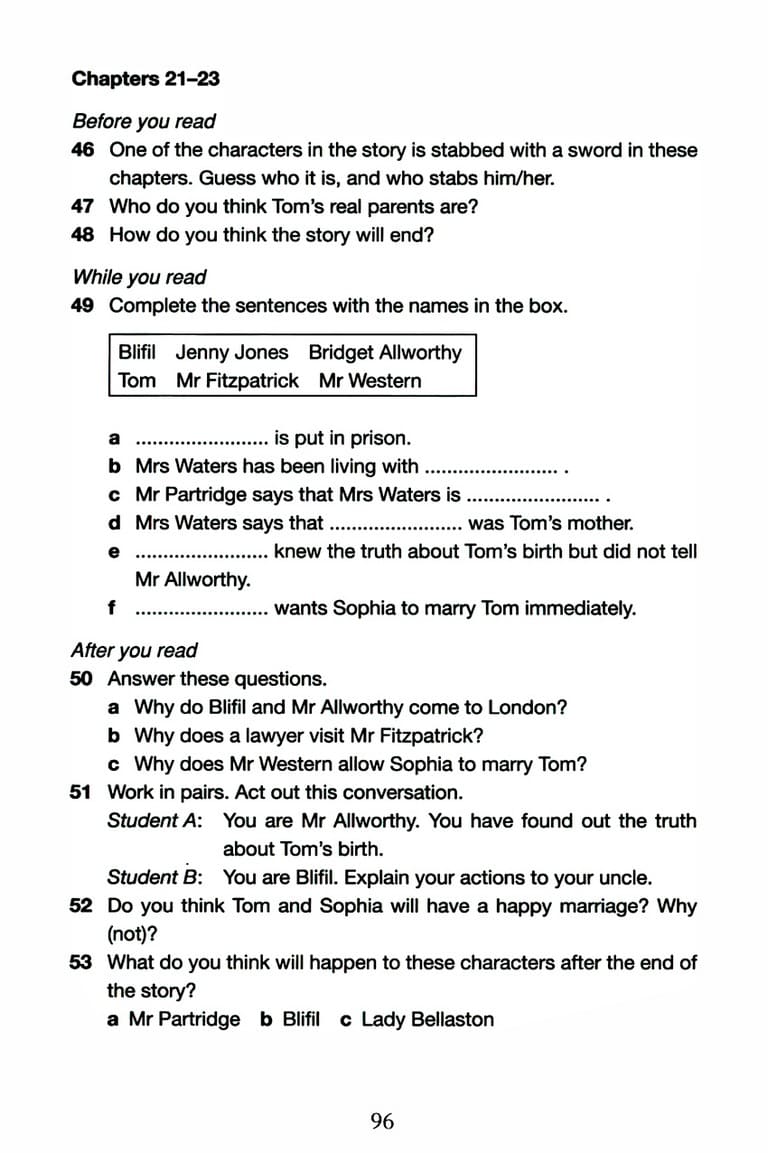 Chapters 21–23
Before you read
46 One of the characters in the story is stabbed with a sword in these
chapters. Guess who it is, and who stabs him/her.
47 Who do you think Tom's real parents are?
48 How do you think the story will end?
While you read
49 Complete the sentences with the names in the box.
Blifil Jenny Jones Bridget Allworthy
Tom Mr Fitzpatrick Mr Western
a ........................ is put in prison.
b Mrs Waters has been living with ........................ .
c Mr Partridge says that Mrs Waters is ........................ .
d Mrs Waters says that ........................ was Tom's mother.
e ........................ knew the truth about Tom's birth but did not tell
Mr Allworthy.
f ........................ wants Sophia to marry Tom immediately.
After you read
50 Answer these questions.
a Why do Blifil and Mr Allworthy come to London?
b Why does a lawyer visit Mr Fitzpatrick?
c Why does Mr Western allow Sophia to marry Tom?
51 Work in pairs. Act out this conversation.
Student A: You are Mr Allworthy. You have found out the truth
about Tom's birth.
Student B: You are Blifil. Explain your actions to your uncle.
52 Do you think Tom and Sophia will have a happy marriage? Why
(not)?
53 What do you think will happen to these characters after the end of
the story?
a Mr Partridge b Blifil c Lady Bellaston
96